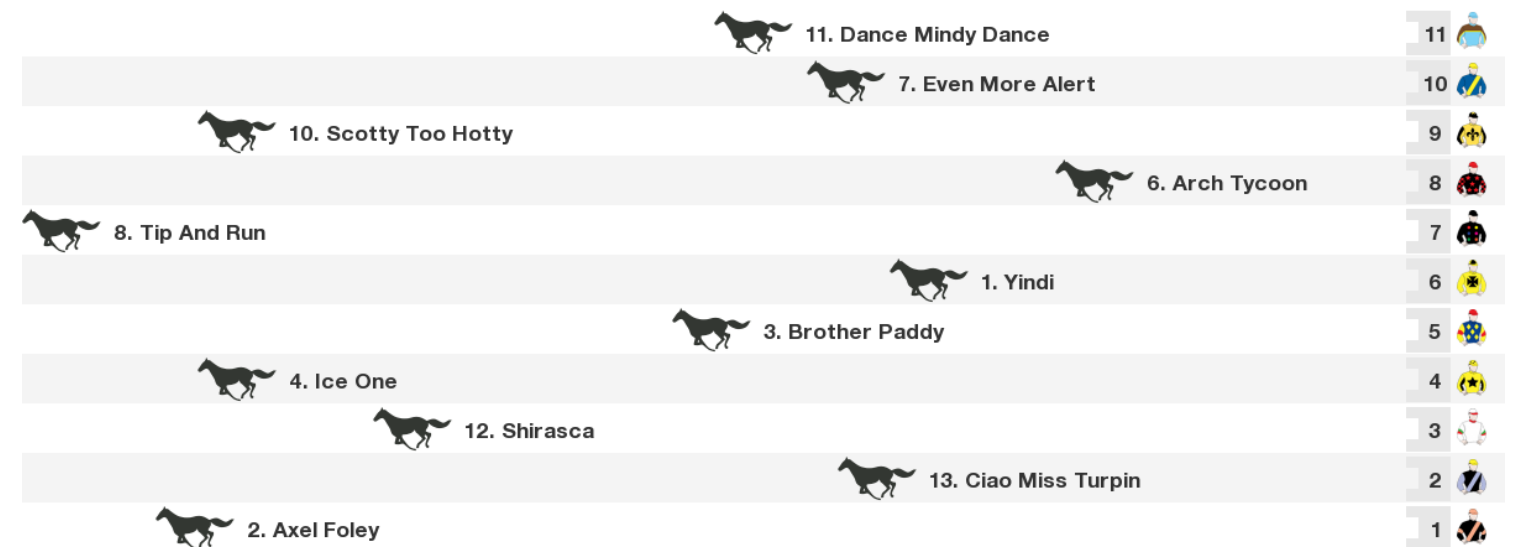 11. Dance Mindy Dance 11
7. Even More Alert 10
10. Scotty Too Hotty 9
6. Arch Tycoon 8
8. Tip And Run 7
1. Yindi 6
3. Brother Paddy 5
4. Ice One 4
12. Shirasca 3
13. Ciao Miss Turpin 2
2. Axel Foley 1